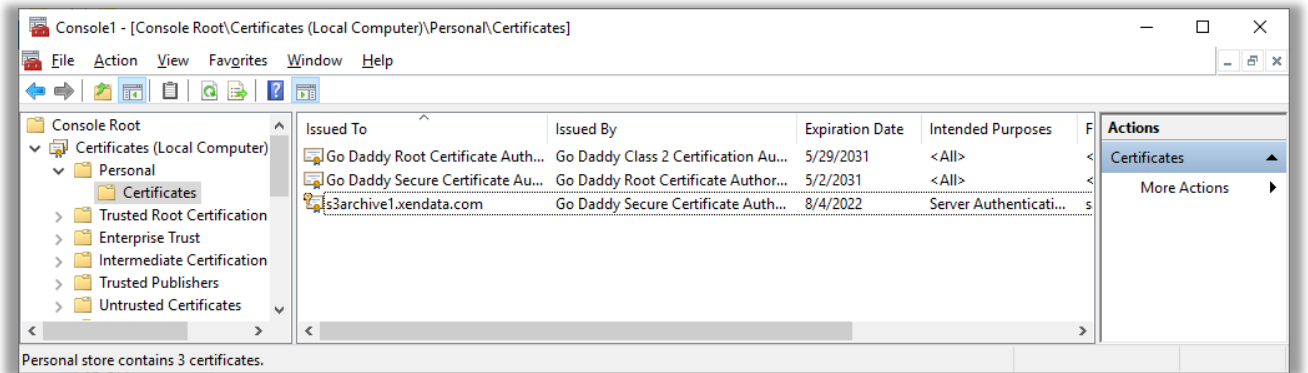 Console1 - [Console Root\Certificates (Local Computer)\Personal\Certificates]
File Action View Favorites Window Help
Console Root
Certificates (Local Computer)
Personal
Certificates
Trusted Root Certification
Enterprise Trust
Intermediate Certification
Trusted Publishers
Untrusted Certificates
Issued To Issued By Expiration Date Intended Purposes F
Go Daddy Root Certificate Auth... Go Daddy Class 2 Certification Au... 5/29/2031 <All> <
Go Daddy Secure Certificate Au... Go Daddy Root Certificate Author... 5/2/2031 <All> <
s3archive1.xendata.com Go Daddy Secure Certificate Auth... 8/4/2022 Server Authenticati... s
Actions
Certificates
More Actions
Personal store contains 3 certificates.